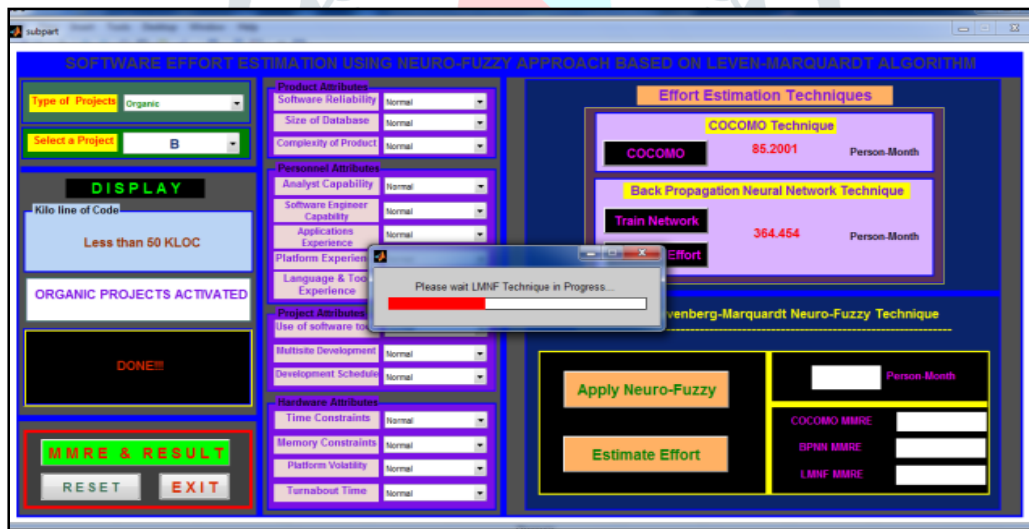 subpart
SOFTWARE EFFORT ESTIMATION USING NEURO-FUZZY APPROACH BASED ON LEVEN-MARQUARDT ALGORITHM
Type of Projects Organic
Select a Project B
DISPLAY
Kilo line of Code
Less than 50 KLOC
ORGANIC PROJECTS ACTIVATED
DONE!!!
MMRE & RESULT
RESET EXIT
Product Attributes
Software Reliability Normal
Size of Database Normal
Complexity of Product Normal
Personnel Attributes
Analyst Capability Normal
Software Engineer
Capability Normal
Applications
Experience Normal
Platform Experien
Language & Too
Experience
Project Attributes
Use of software to
Multisite Development Normal
Development Schedule Normal
Hardware Attributes
Time Constraints Normal
Memory Constraints Normal
Platform Volatility Normal
Turnabout Time Normal
Please wait LMNF Technique in Progress...
Effort Estimation Techniques
COCOMO Technique
COCOMO 85.2001 Person-Month
Back Propagation Neural Network Technique
Train Network
364.454 Person-Month
Effort
venberg-Marquardt Neuro-Fuzzy Technique
Apply Neuro-Fuzzy
Estimate Effort
Person-Month
COCOMO MMRE
BPNN MMRE
LMNF MMRE